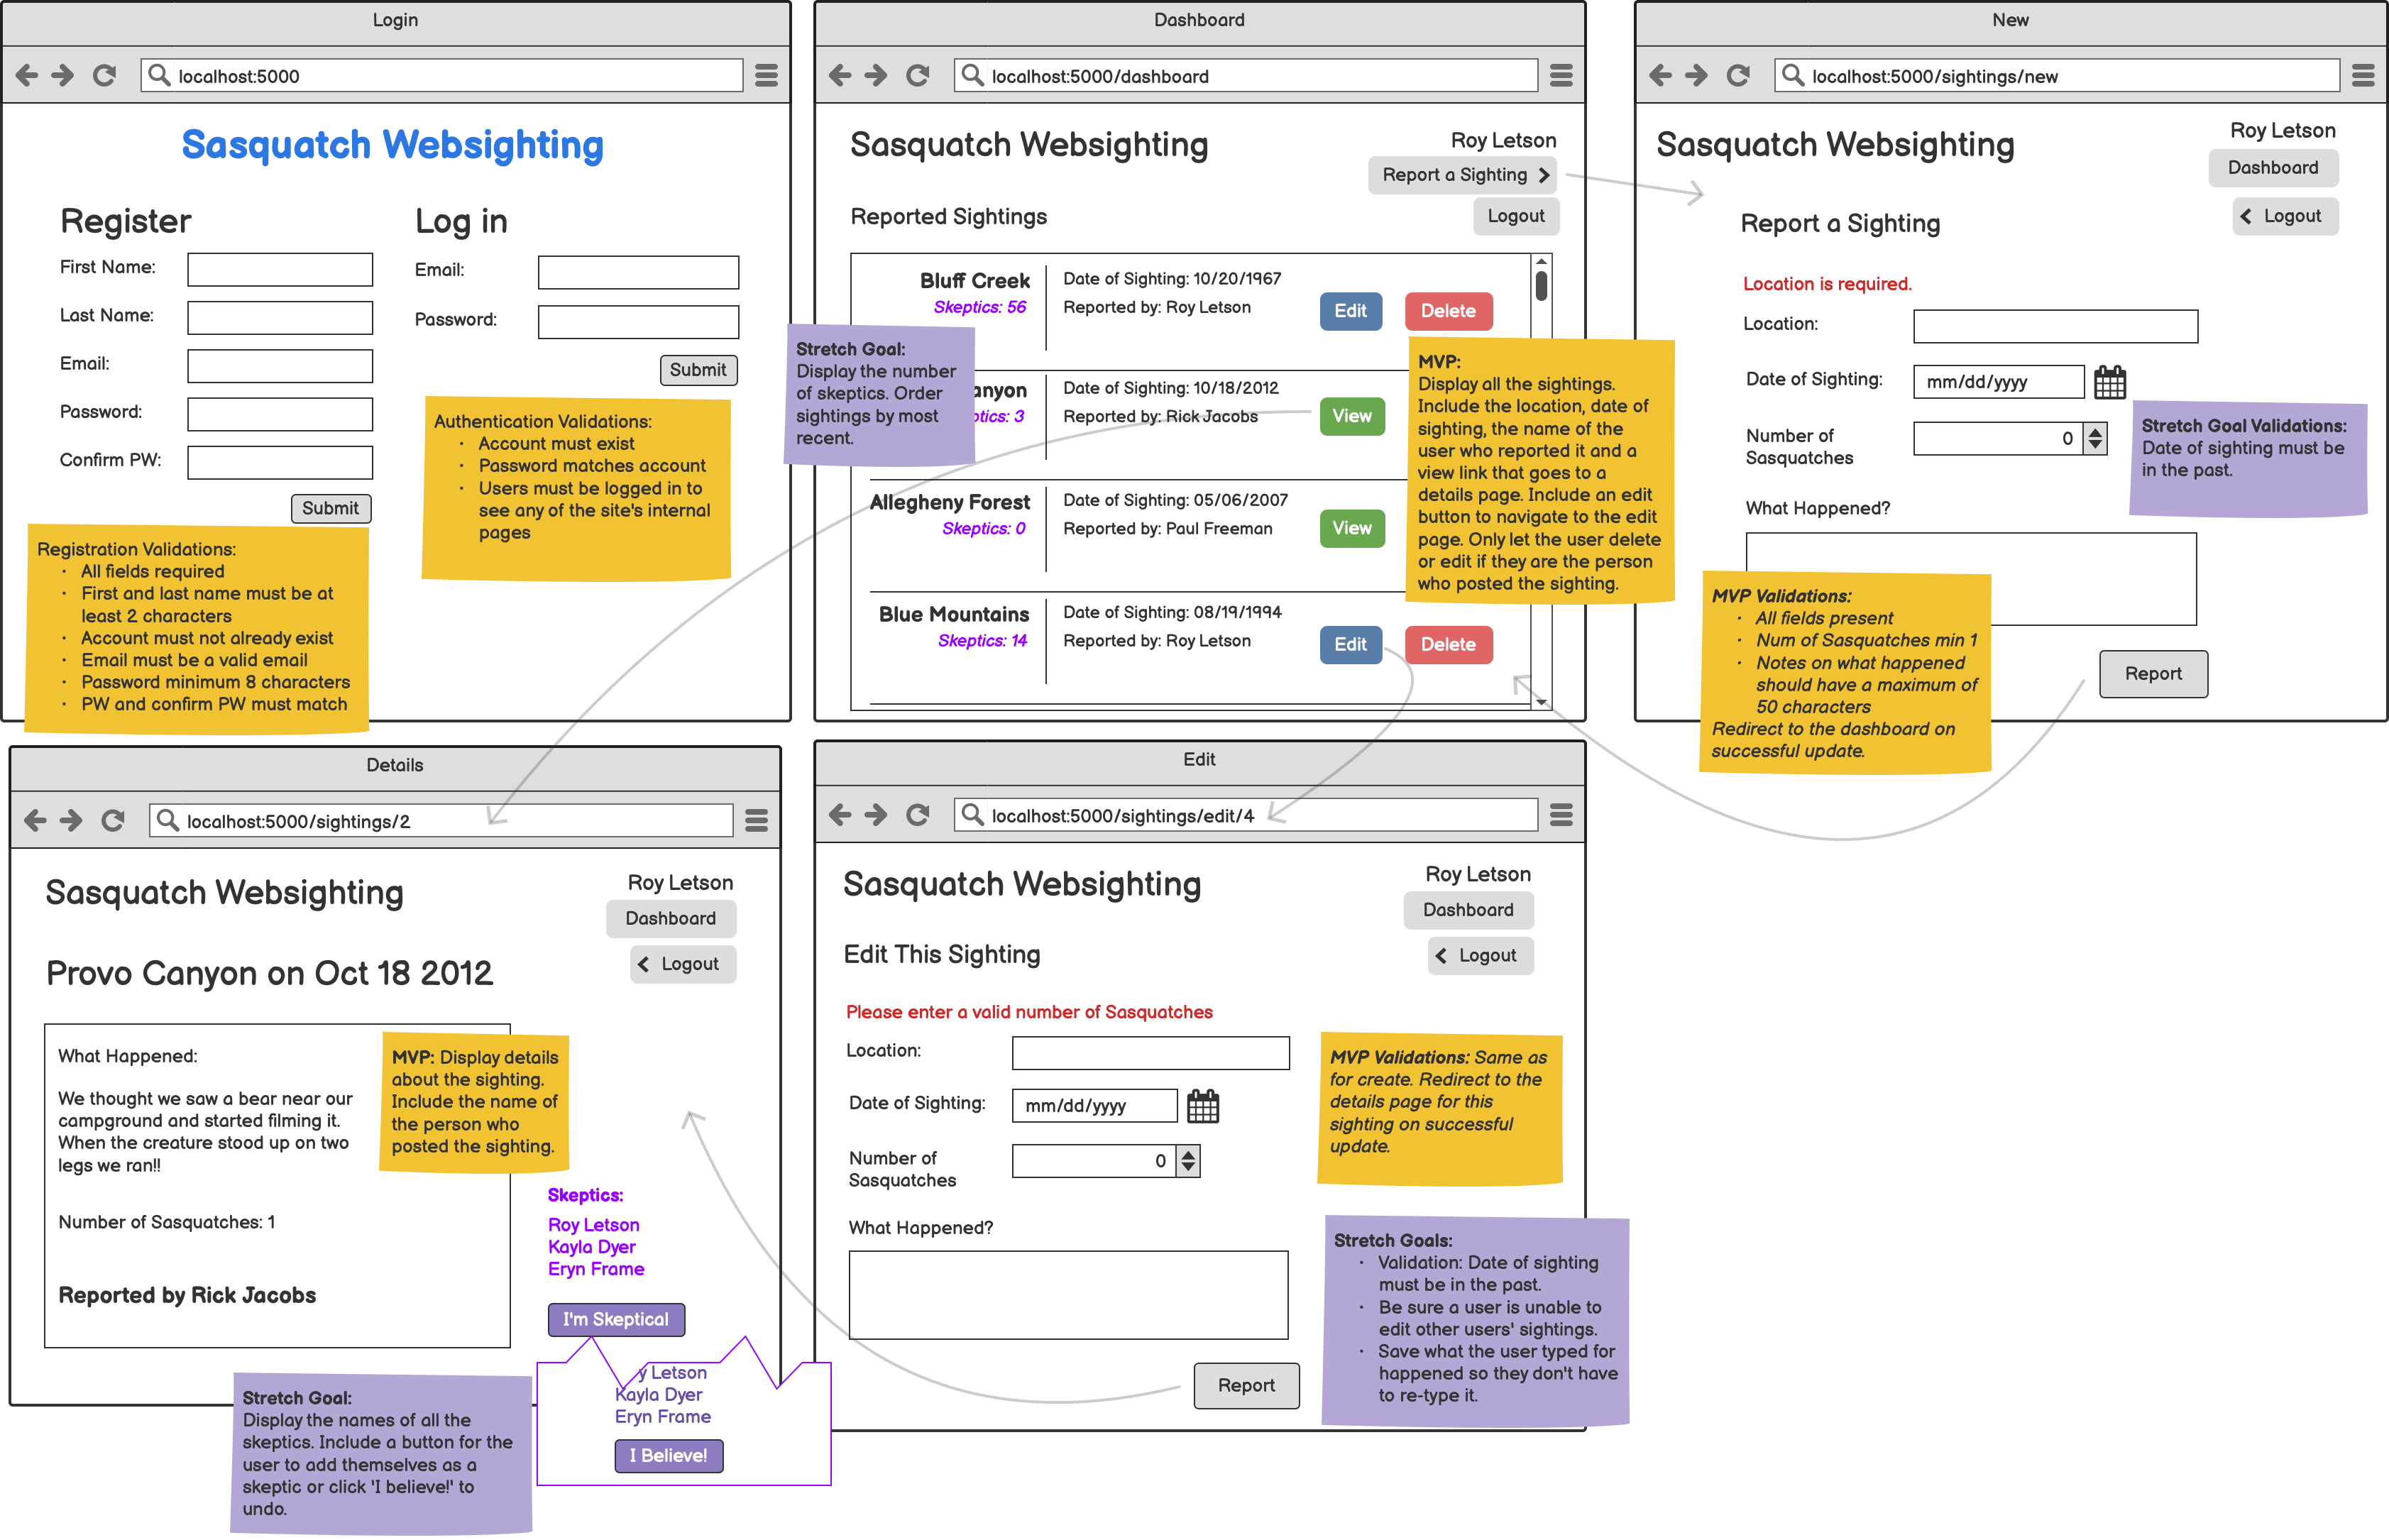 Login
localhost:5000
Sasquatch Websighting
Register
First Name:
Last Name:
Email:
Password:
Confirm PW:
Submit
Log in
Email:
Password:
Submit
Authentication Validations:
· Account must exist
· Password matches account
· Users must be logged in to
see any of the site's internal
pages
Registration Validations:
· All fields required
· First and last name must be at
least 2 characters
· Account must not already exist
· Email must be a valid email
· Password minimum 8 characters
· PW and confirm PW must match
Dashboard
localhost:5000/dashboard
Sasquatch Websighting
Roy Letson
Report a Sighting
Reported Sightings
Logout
Bluff Creek
Skeptics: 56
Date of Sighting: 10/20/1967
Reported by: Roy Letson
Edit
Delete
Stretch Goal:
Display the number
of skeptics. Order
sightings by most
recent.
anyon
ptics: 3
Date of Sighting: 10/18/2012
Reported by: Rick Jacobs
View
Allegheny Forest
Skeptics: 0
Date of Sighting: 05/06/2007
Reported by: Paul Freeman
View
Blue Mountains
Skeptics: 14
Date of Sighting: 08/19/1994
Reported by: Roy Letson
Edit
Delete
MVP:
Display all the sightings.
Include the location, date of
sighting, the name of the
user who reported it and a
view link that goes to a
details page. Include an edit
button to navigate to the edit
page. Only let the user delete
or edit if they are the person
who posted the sighting.
New
localhost:5000/sightings/new
Sasquatch Websighting
Roy Letson
Dashboard
Logout
Report a Sighting
Location is required.
Location:
Date of Sighting:
mm/dd/yyyy
Number of
Sasquatches
0
What Happened?
Report
Stretch Goal Validations:
Date of sighting must be
in the past.
MVP Validations:
· All fields present
· Num of Sasquatches min 1
· Notes on what happened
should have a maximum of
50 characters
Redirect to the dashboard on
successful update.
Details
localhost:5000/sightings/2
Sasquatch Websighting
Roy Letson
Dashboard
Logout
Provo Canyon on Oct 18 2012
What Happened:
We thought we saw a bear near our
campground and started filming it.
When the creature stood up on two
legs we ran!!
Number of Sasquatches: 1
Reported by Rick Jacobs
MVP: Display details
about the sighting.
Include the name of
the person who
posted the sighting.
Skeptics:
Roy Letson
Kayla Dyer
Eryn Frame
I'm Skeptical
y Letson
Kayla Dyer
Eryn Frame
I Believe!
Stretch Goal:
Display the names of all the
skeptics. Include a button for the
user to add themselves as a
skeptic or click 'I believe!' to
undo.
Edit
localhost:5000/sightings/edit/4
Sasquatch Websighting
Roy Letson
Dashboard
Logout
Edit This Sighting
Please enter a valid number of Sasquatches
Location:
Date of Sighting:
mm/dd/yyyy
Number of
Sasquatches
0
What Happened?
Report
MVP Validations: Same as
for create. Redirect to the
details page for this
sighting on successful
update.
Stretch Goals:
· Validation: Date of sighting
must be in the past.
· Be sure a user is unable to
edit other users' sightings.
· Save what the user typed for
happened so they don't have
to re-type it.